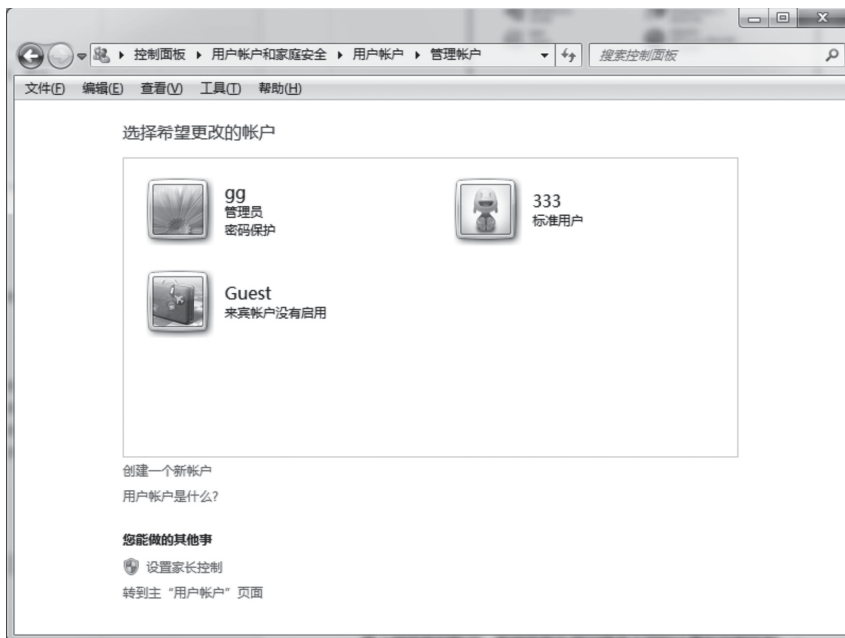 控制面板 ▸ 用户帐户和家庭安全 ▸ 用户帐户 ▸ 管理帐户
搜索控制面板
文件(F) 编辑(E) 查看(V) 工具(T) 帮助(H)
选择希望更改的帐户
gg
管理员
密码保护
333
标准用户
Guest
来宾帐户没有启用
创建一个新帐户
用户帐户是什么?
您能做的其他事
设置家长控制
转到主“用户帐户”页面